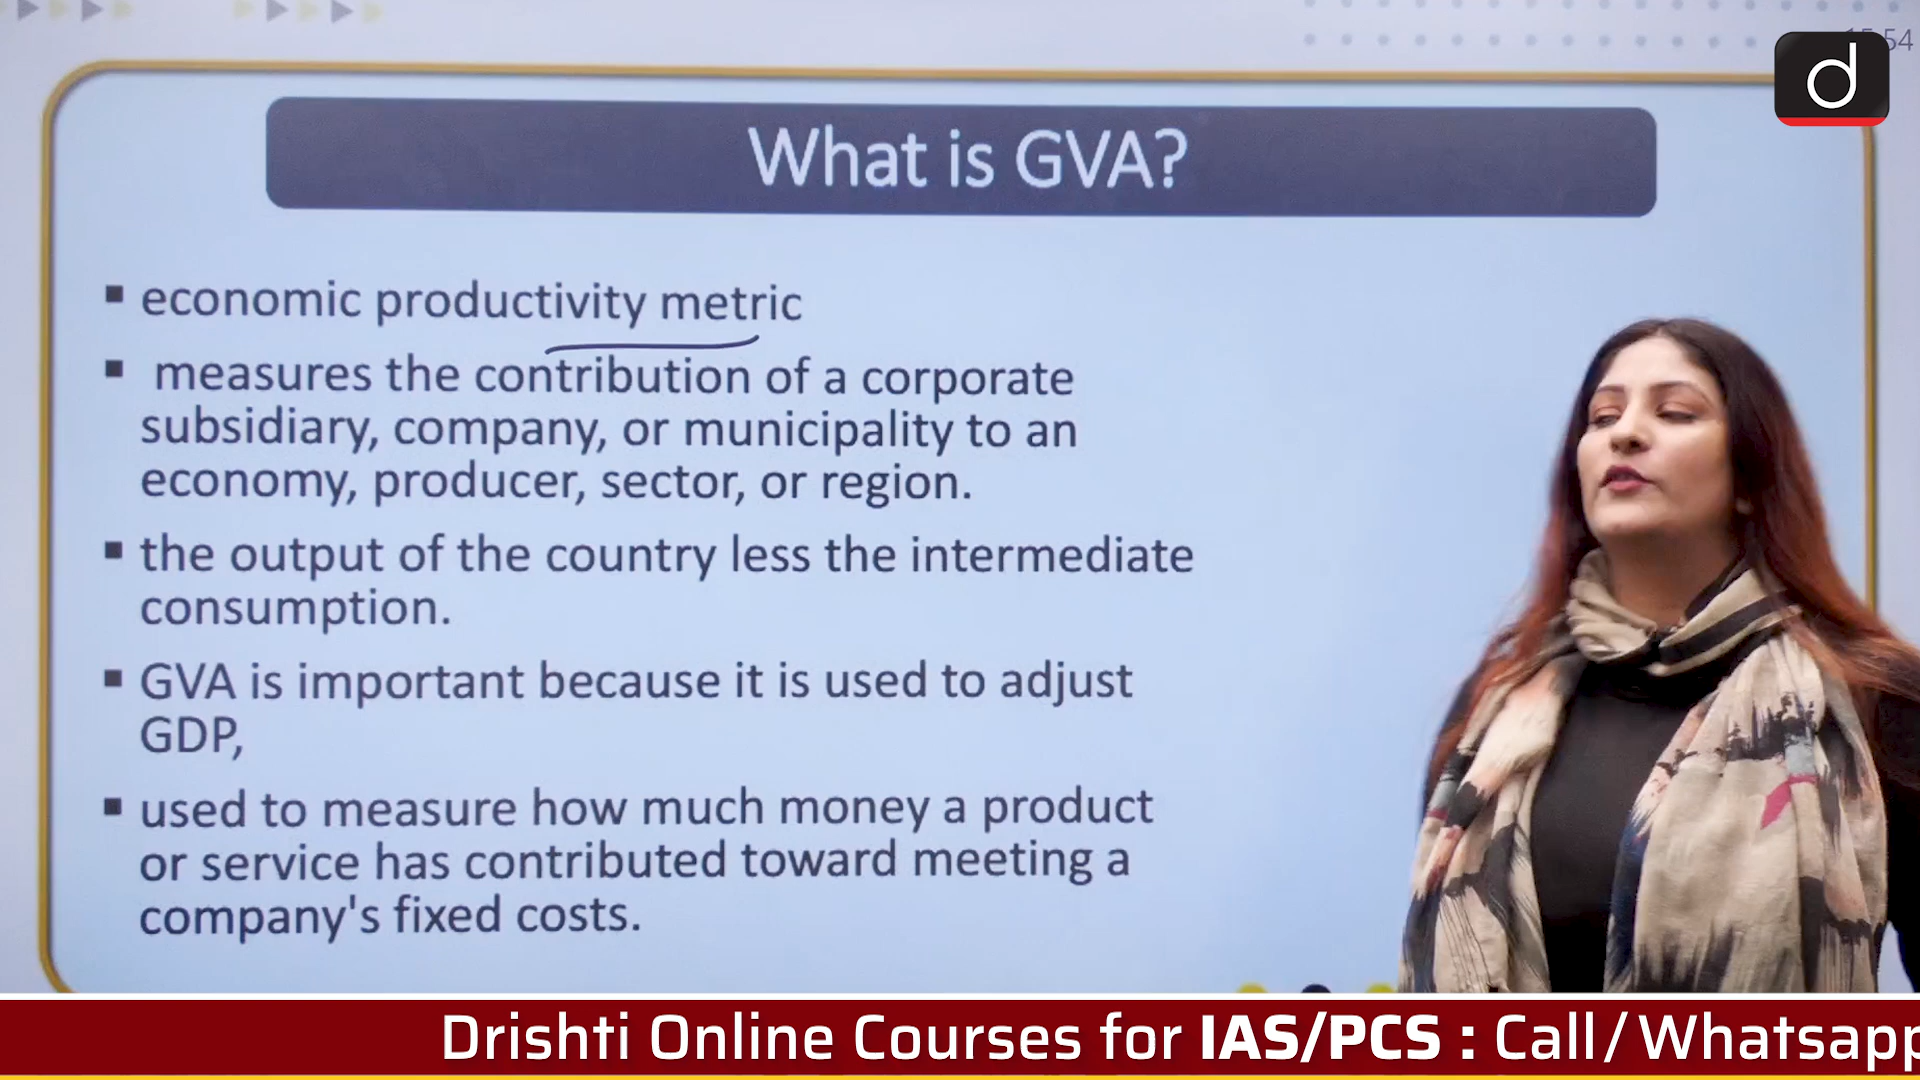 15:54
d
What is GVA?
▪ economic productivity metric
▪ measures the contribution of a corporate
subsidiary, company, or municipality to an
economy, producer, sector, or region.
▪ the output of the country less the intermediate
consumption.
▪ GVA is important because it is used to adjust
GDP,
▪ used to measure how much money a product
or service has contributed toward meeting a
company's fixed costs.
Drishti Online Courses for IAS/PCS : Call/Whatsapp